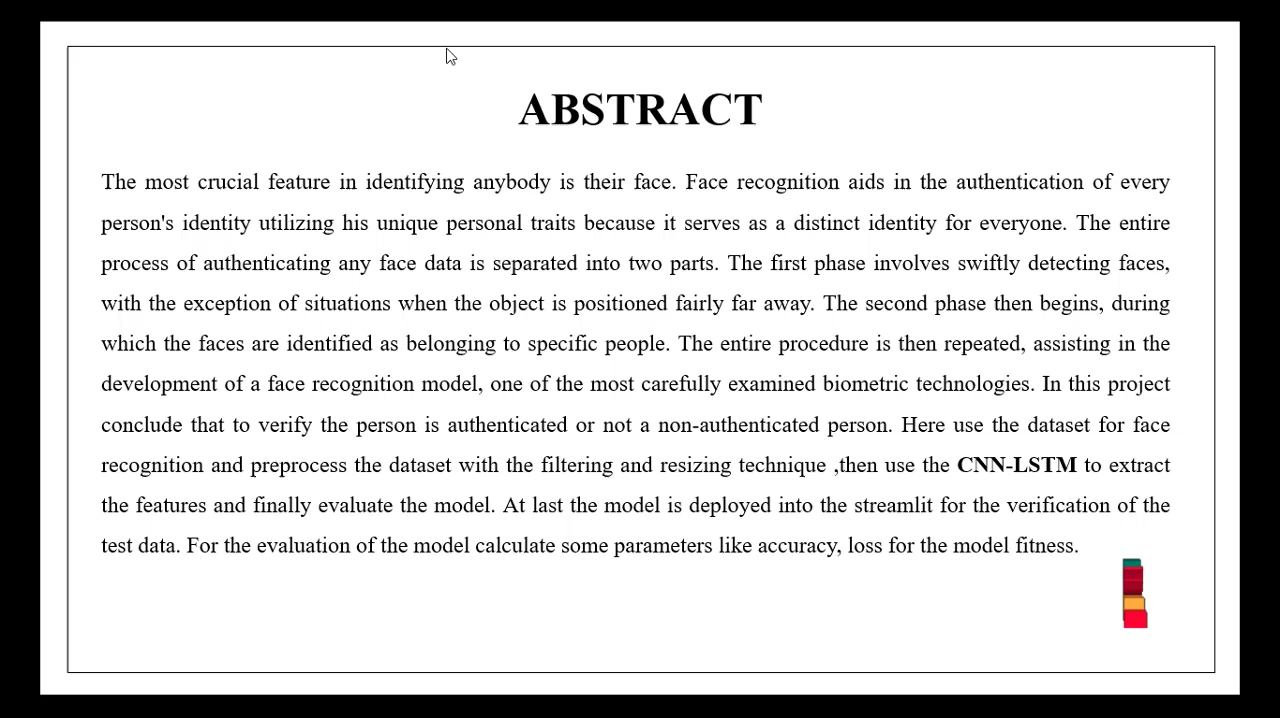 ABSTRACT
The most crucial feature in identifying anybody is their face. Face recognition aids in the authentication of every
person's identity utilizing his unique personal traits because it serves as a distinct identity for everyone. The entire
process of authenticating any face data is separated into two parts. The first phase involves swiftly detecting faces,
with the exception of situations when the object is positioned fairly far away. The second phase then begins, during
which the faces are identified as belonging to specific people. The entire procedure is then repeated, assisting in the
development of a face recognition model, one of the most carefully examined biometric technologies. In this project
conclude that to verify the person is authenticated or not a non-authenticated person. Here use the dataset for face
recognition and preprocess the dataset with the filtering and resizing technique ,then use the CNN-LSTM to extract
the features and finally evaluate the model. At last the model is deployed into the streamlit for the verification of the
test data. For the evaluation of the model calculate some parameters like accuracy, loss for the model fitness.